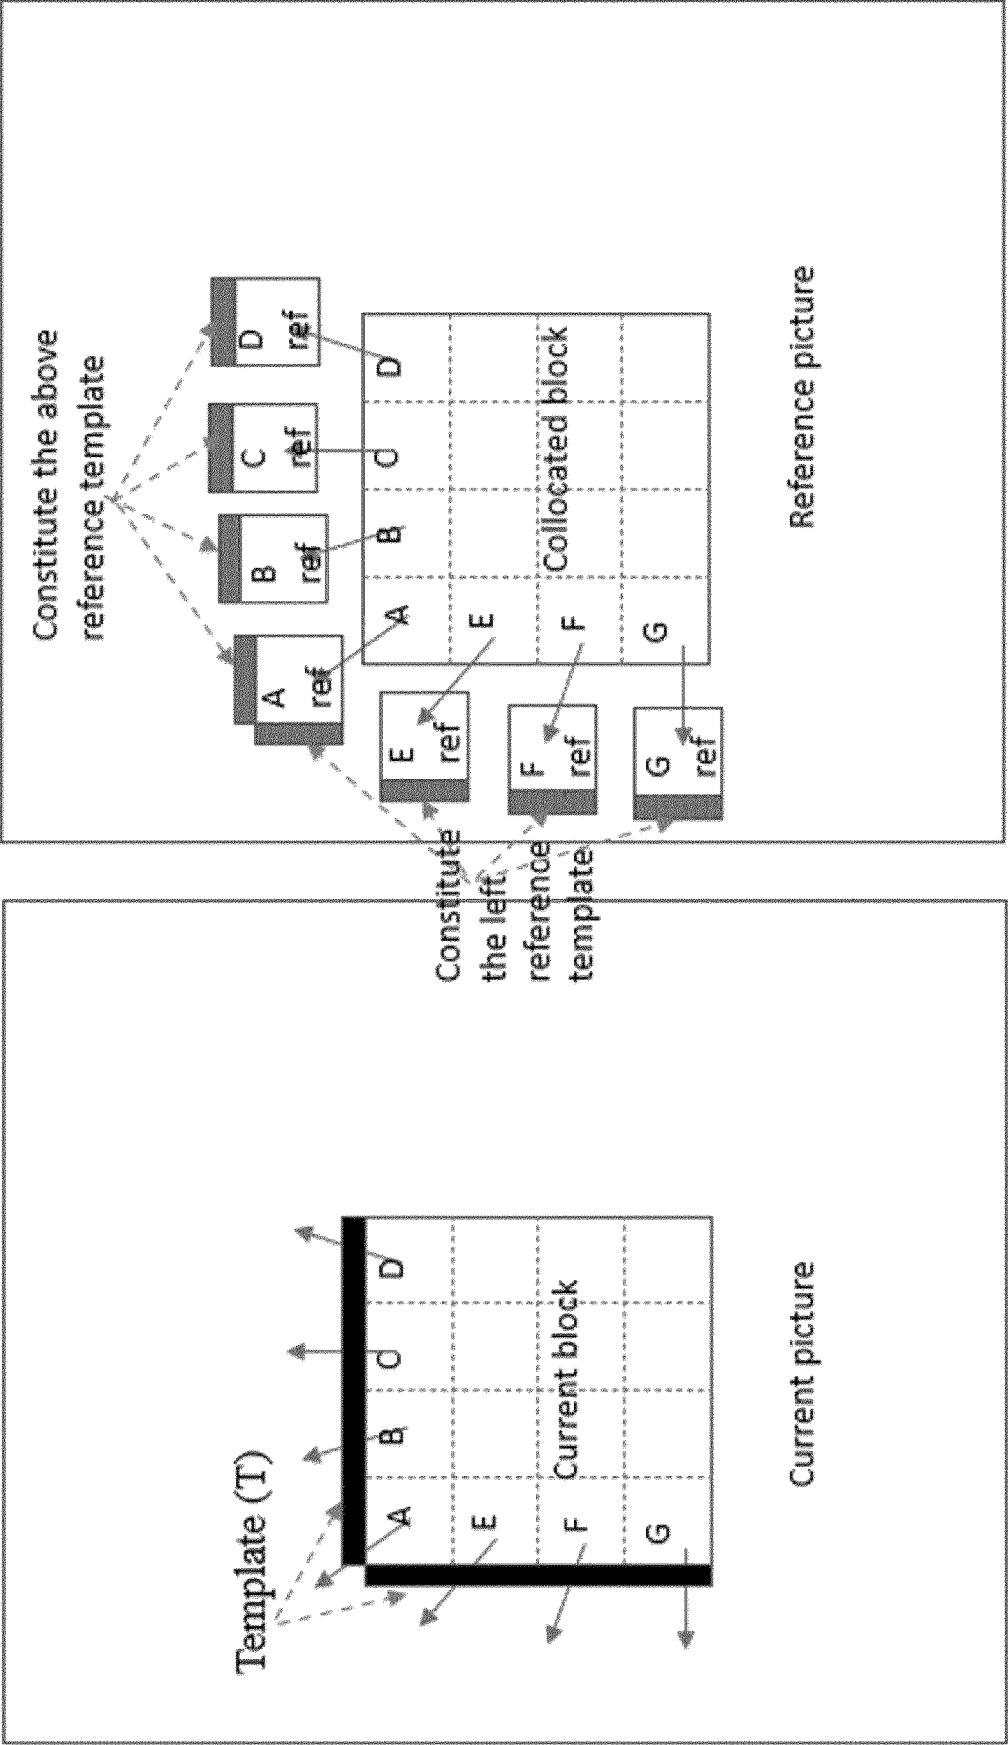 Template (T)
A
B
C
D
E
F
G
Current block
Current picture
Constitute the above
reference template
A
ref
B
ref
C
ref
D
ref
E
ref
F
ref
G
ref
Constitute
the left
reference
template
A
B
C
D
E
F
G
Collocated block
Reference picture